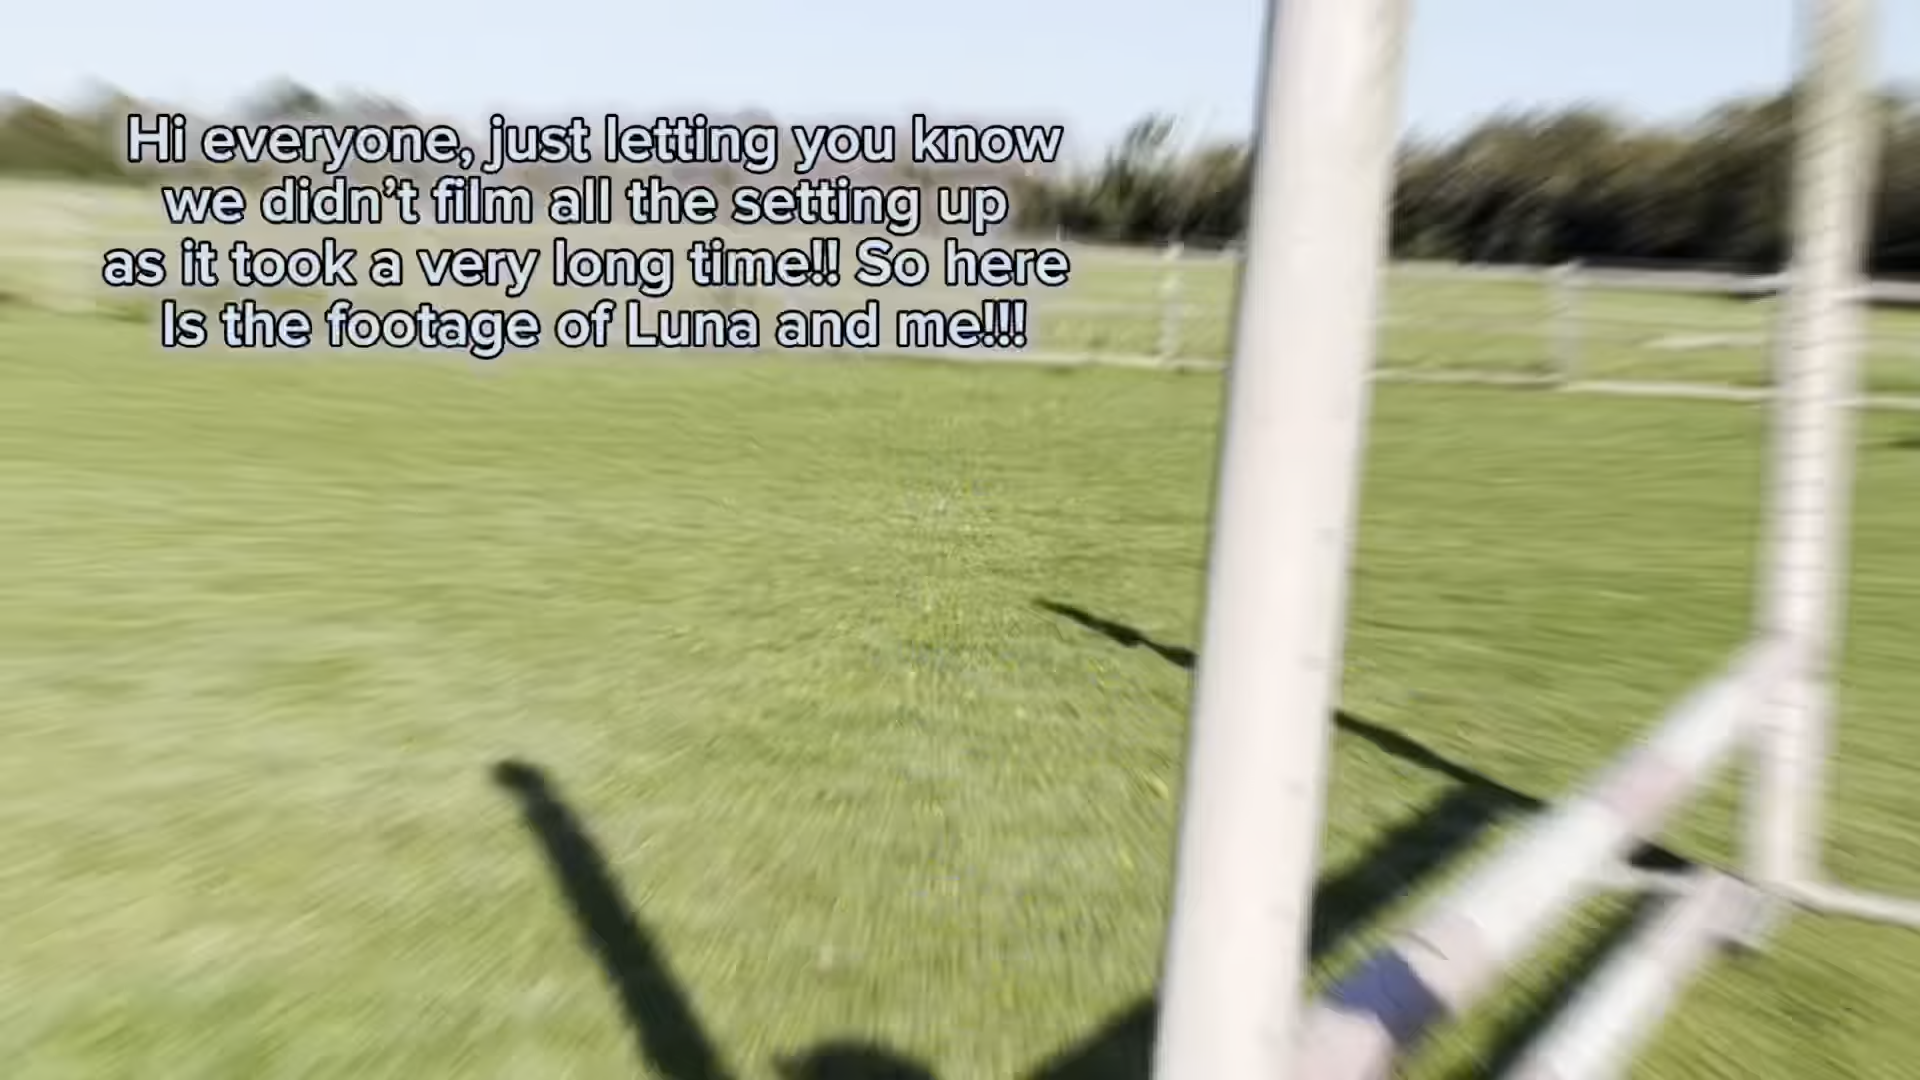 Hi everyone, just letting you know
we didn't film all the setting up
as it took a very long time!! So here
Is the footage of Luna and me!!!